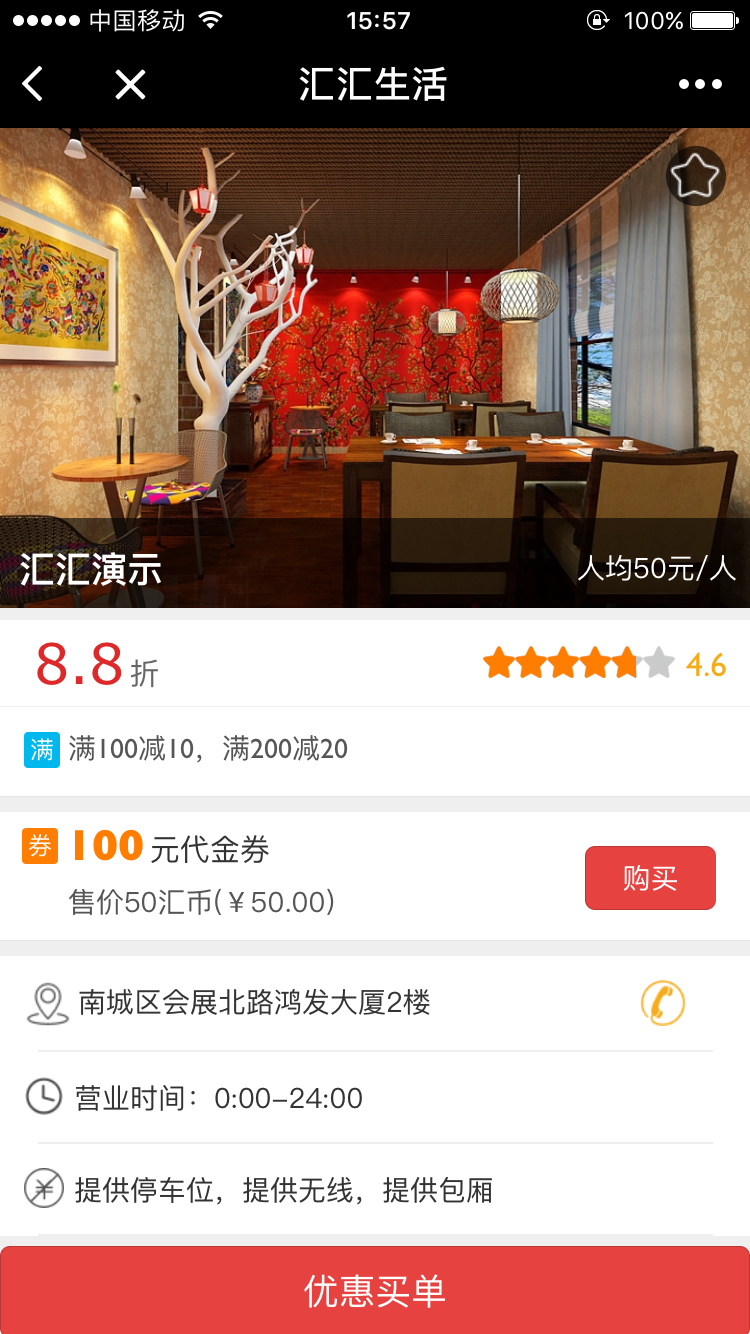 中国移动 15:57 100%
汇汇生活
汇汇演示 人均50元/人
8.8折 4.6
满 满100减10，满200减20
券 100元代金券
购买
售价50汇币(￥50.00)
南城区会展北路鸿发大厦2楼
营业时间：0:00-24:00
提供停车位，提供无线，提供包厢
优惠买单